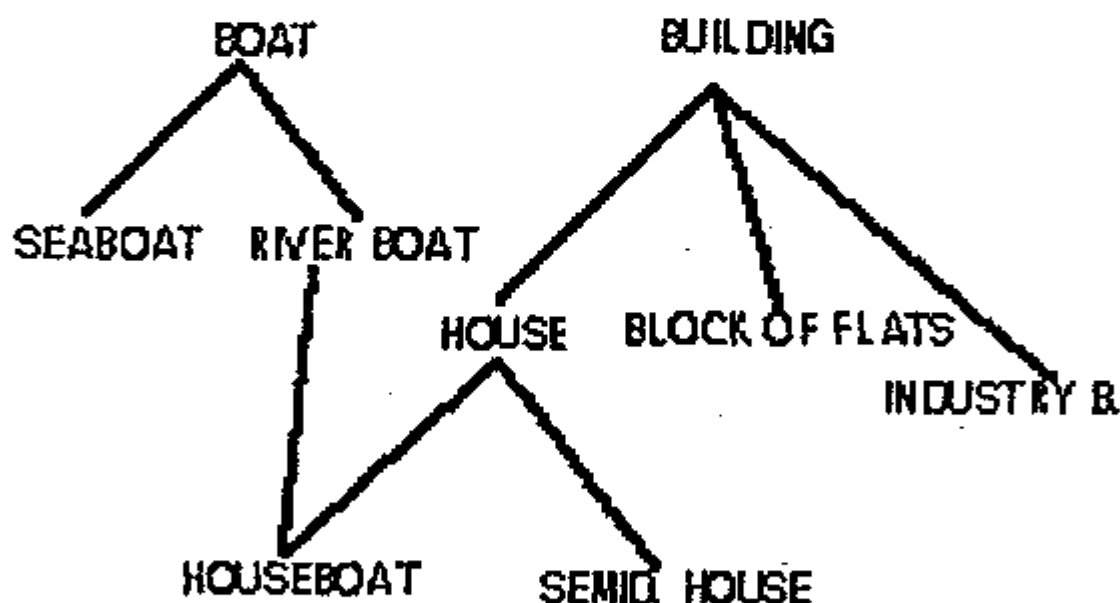 BOAT
BUILDING
SEABOAT
RIVER BOAT
HOUSE
BLOCK OF FLATS
INDUSTRY B.
HOUSEBOAT
SEMID. HOUSE